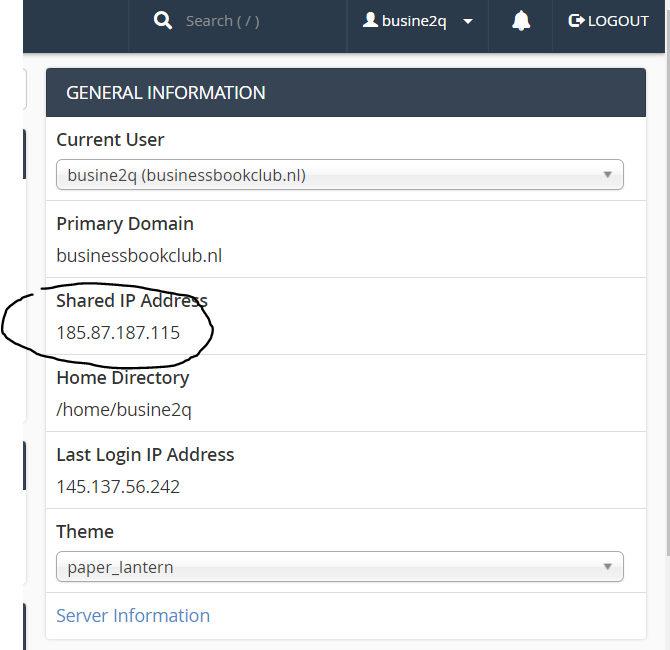 Search ( / ) busine2q LOGOUT
GENERAL INFORMATION
Current User
busine2q (businessbookclub.nl)
Primary Domain
businessbookclub.nl
Shared IP Address
185.87.187.115
Home Directory
/home/busine2q
Last Login IP Address
145.137.56.242
Theme
paper_lantern
Server Information